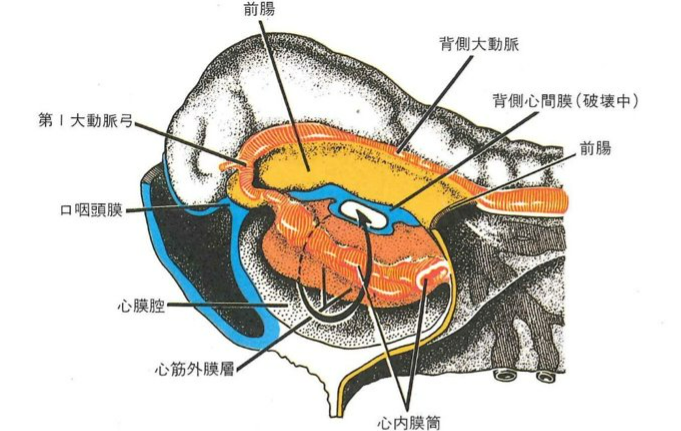 前腸
背側大動脈
背側心間膜(破壊中)
第1大動脈弓
前腸
口咽頭膜
心膜腔
心筋外膜層
心内膜筒